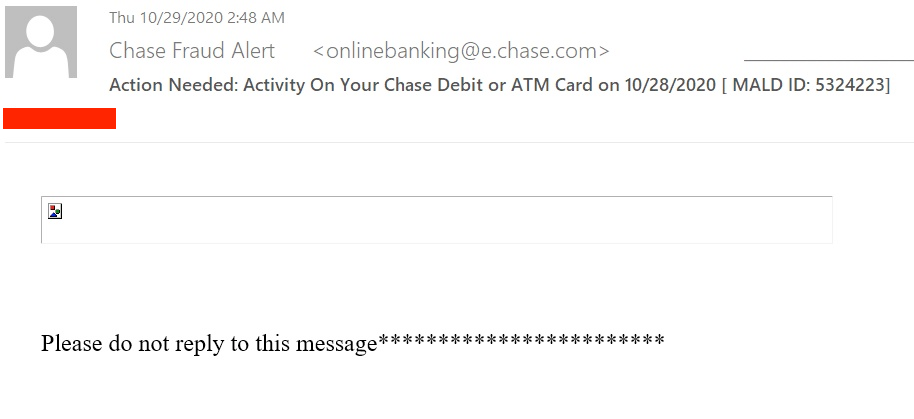 Thu 10/29/2020 2:48 AM
Chase Fraud Alert <onlinebanking@e.chase.com>
Action Needed: Activity On Your Chase Debit or ATM Card on 10/28/2020 [ MALD ID: 5324223]
Please do not reply to this message************************